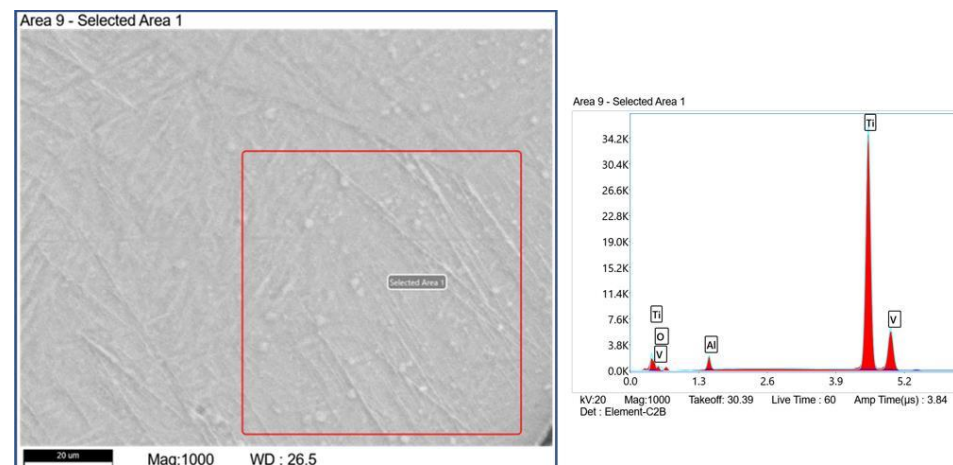 Area 9 - Selected Area 1
Selected Area 1
20 um
Mag:1000 WD : 26.5
Area 9 - Selected Area 1
Ti
34.2K
30.4K
26.6K
22.8K
19.0K
15.2K
11.4K
7.6K
3.8K
0.0K
Ti
O
V
Al
V
0.0 1.3 2.6 3.9 5.2
kV:20 Mag:1000 Takeoff: 30.39 Live Time : 60 Amp Time(µs) : 3.84
Det : Element-C2B